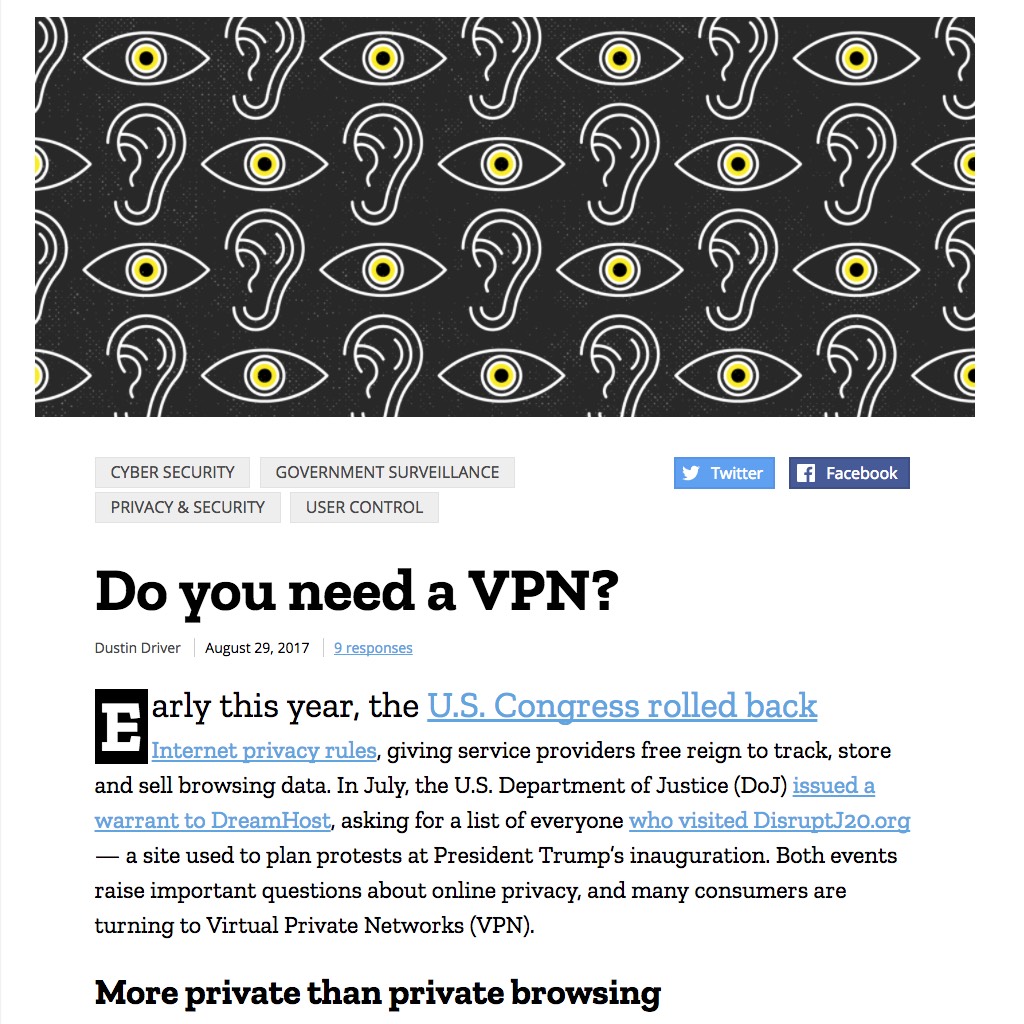 CYBER SECURITY GOVERNMENT SURVEILLANCE Twitter Facebook
PRIVACY & SECURITY USER CONTROL
Do you need a VPN?
Dustin Driver August 29, 2017 9 responses
Early this year, the U.S. Congress rolled back
Internet privacy rules, giving service providers free reign to track, store
and sell browsing data. In July, the U.S. Department of Justice (DoJ) issued a
warrant to DreamHost, asking for a list of everyone who visited DisruptJ20.org
— a site used to plan protests at President Trump’s inauguration. Both events
raise important questions about online privacy, and many consumers are
turning to Virtual Private Networks (VPN).
More private than private browsing